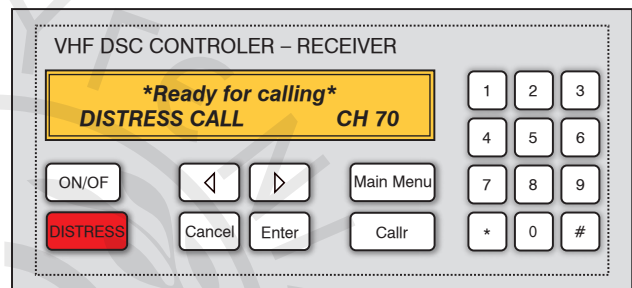 VHF DSC CONTROLER – RECEIVER
*Ready for calling*
DISTRESS CALL CH 70
1 2 3
4 5 6
ON/OF Main Menu 7 8 9
DISTRESS Cancel Enter Callr * 0 #